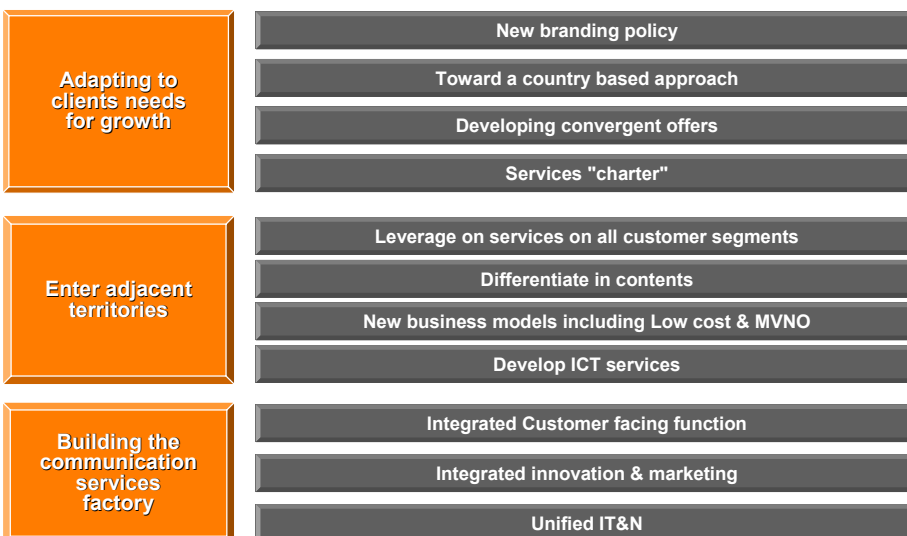 Adapting to
clients needs
for growth
New branding policy
Toward a country based approach
Developing convergent offers
Services "charter"
Enter adjacent
territories
Leverage on services on all customer segments
Differentiate in contents
New business models including Low cost & MVNO
Develop ICT services
Building the
communication
services
factory
Integrated Customer facing function
Integrated innovation & marketing
Unified IT&N